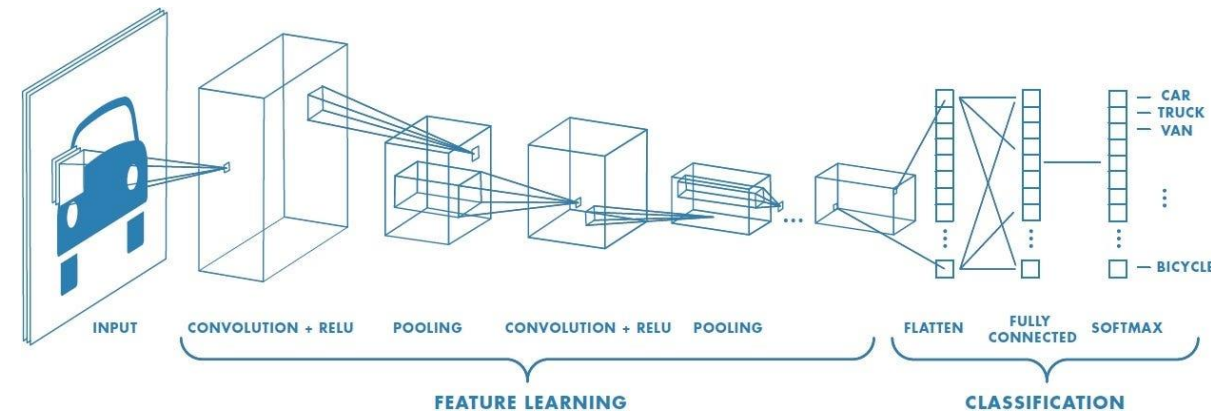 CAR
TRUCK
VAN
BICYCLE
INPUT
CONVOLUTION + RELU
POOLING
CONVOLUTION + RELU
POOLING
FLATTEN
FULLY
CONNECTED
SOFTMAX
FEATURE LEARNING
CLASSIFICATION